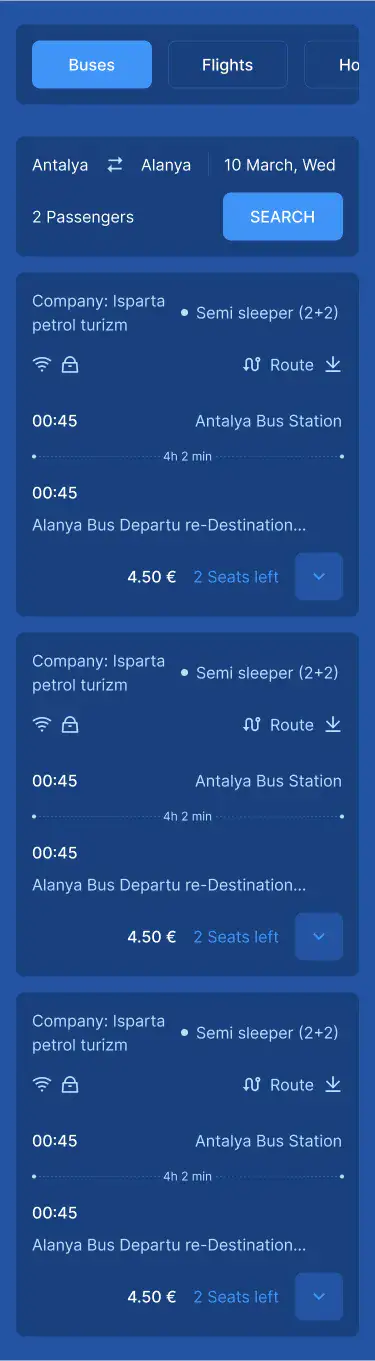 Buses Flights Ho
Antalya Alanya 10 March, Wed
2 Passengers SEARCH
Company: Isparta
petrol turizm
Semi sleeper (2+2)
Route
00:45 Antalya Bus Station
4h 2 min
00:45
Alanya Bus Departu re-Destination...
4.50 € 2 Seats left
Company: Isparta
petrol turizm
Semi sleeper (2+2)
Route
00:45 Antalya Bus Station
4h 2 min
00:45
Alanya Bus Departu re-Destination...
4.50 € 2 Seats left
Company: Isparta
petrol turizm
Semi sleeper (2+2)
Route
00:45 Antalya Bus Station
4h 2 min
00:45
Alanya Bus Departu re-Destination...
4.50 € 2 Seats left